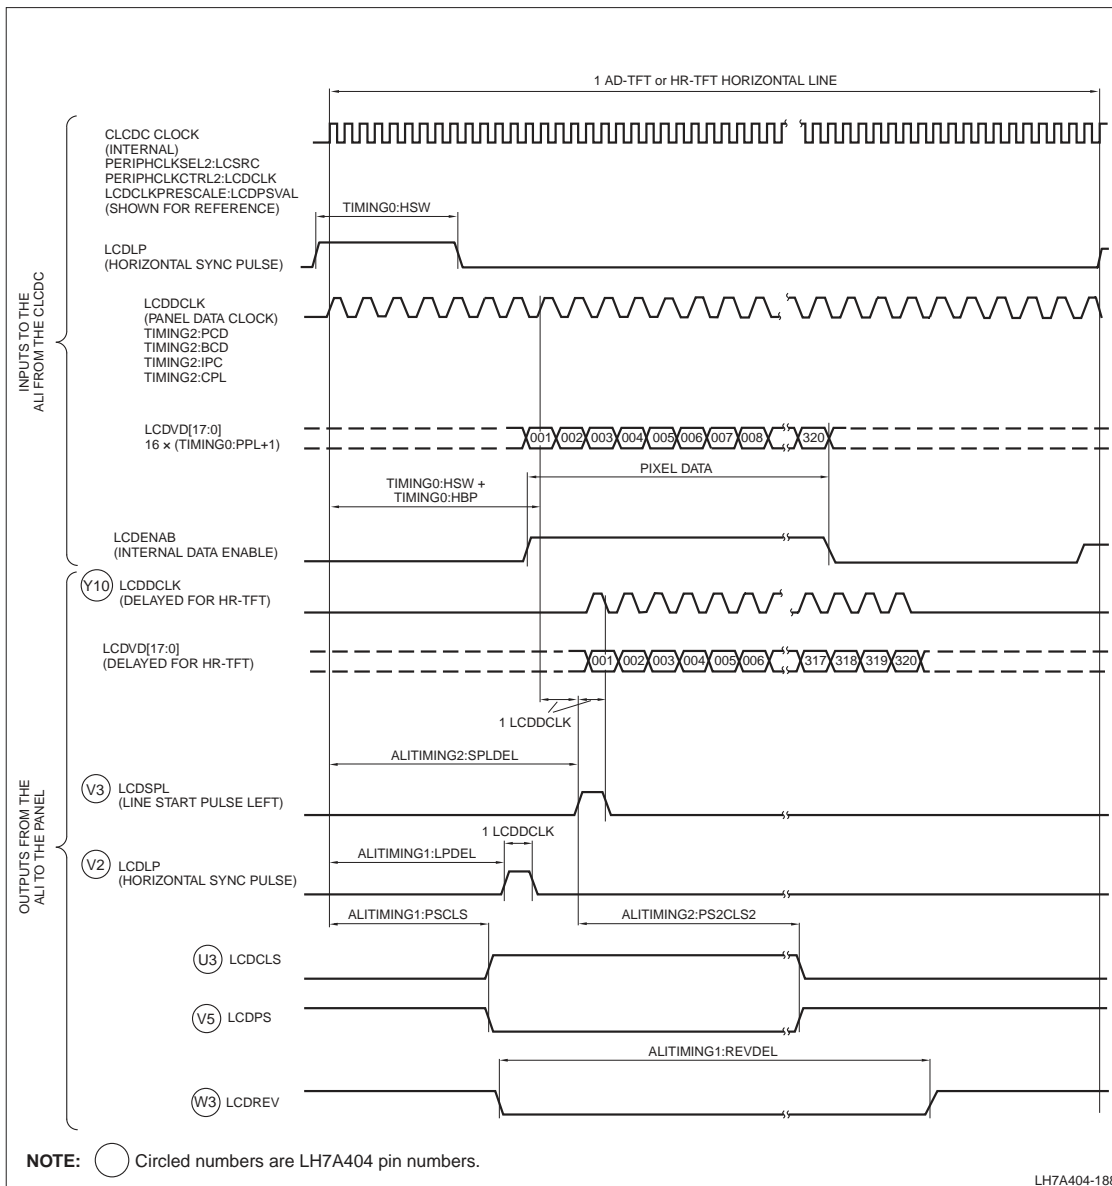 1 AD-TFT or HR-TFT HORIZONTAL LINE
INPUTS TO THE
ALI FROM THE CLCDC
CLCDC CLOCK
(INTERNAL)
PERIPHCLKSEL2:LCSRC
PERIPHCLKCTRL2:LCDCLK
LCDCLKPRESCALE:LCDPSVAL
(SHOWN FOR REFERENCE)
TIMING0:HSW
LCDLP
(HORIZONTAL SYNC PULSE)
LCDDCLK
(PANEL DATA CLOCK)
TIMING2:PCD
TIMING2:BCD
TIMING2:IPC
TIMING2:CPL
LCDVD[17:0]
16 × (TIMING0:PPL+1)
001 002 003 004 005 006 007 008 320
PIXEL DATA
TIMING0:HSW +
TIMING0:HBP
LCDENAB
(INTERNAL DATA ENABLE)
OUTPUTS FROM THE
ALI TO THE PANEL
Y10 LCDDCLK
(DELAYED FOR HR-TFT)
LCDVD[17:0]
(DELAYED FOR HR-TFT)
001 002 003 004 005 006 317 318 319 320
1 LCDDCLK
ALITIMING2:SPLDEL
V3 LCDSPL
(LINE START PULSE LEFT)
1 LCDDCLK
ALITIMING1:LPDEL
V2 LCDLP
(HORIZONTAL SYNC PULSE)
ALITIMING1:PSCLS
ALITIMING2:PS2CLS2
U3 LCDCLS
V5 LCDPS
ALITIMING1:REVDEL
W3 LCDREV
NOTE: Circled numbers are LH7A404 pin numbers.
LH7A404-188